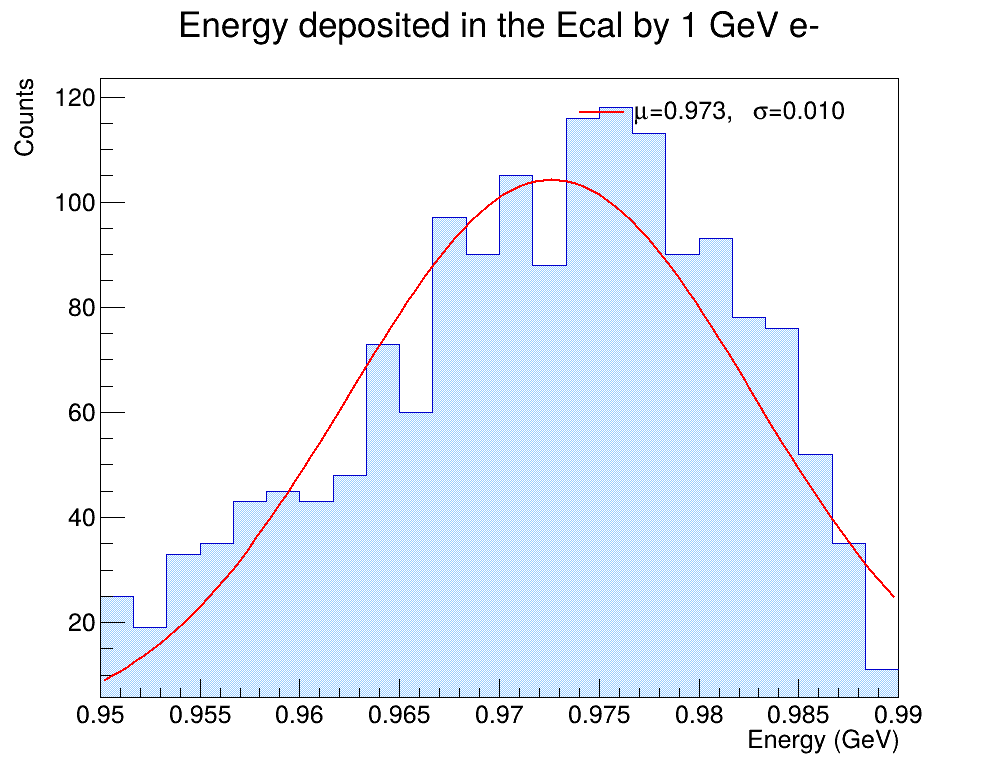 Energy deposited in the Ecal by 1 GeV e-
Counts
μ=0.973, σ=0.010
120
100
80
60
40
20
0.95 0.955 0.96 0.965 0.97 0.975 0.98 0.985 0.99
Energy (GeV)